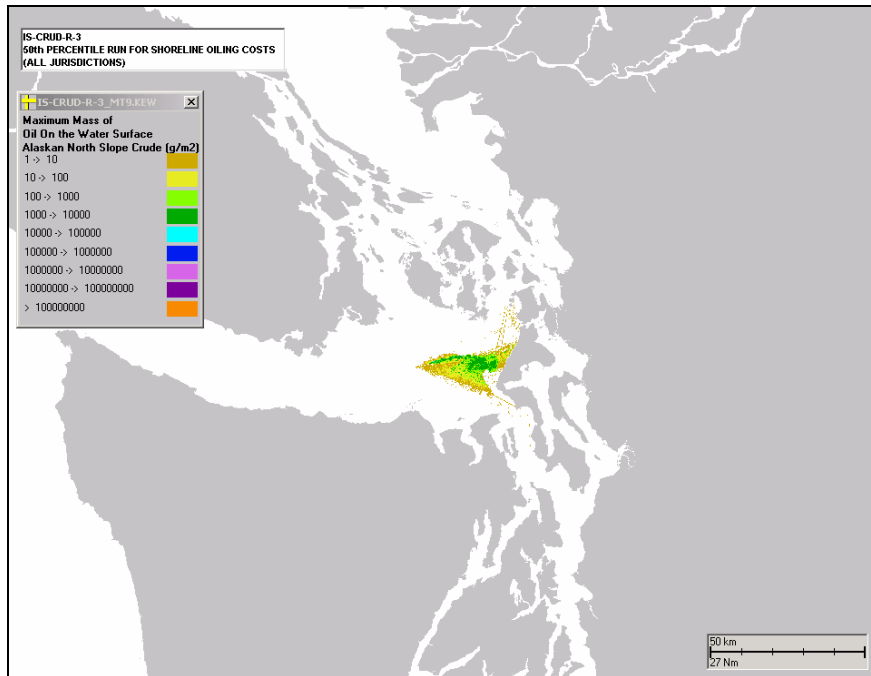 IS-CRUD-R-3
50th PERCENTILE RUN FOR SHORELINE OILING COSTS
(ALL JURISDICTIONS)
IS-CRUD-R-3_MT9.KEW
Maximum Mass of
Oil On the Water Surface
Alaskan North Slope Crude (g/m2)
1 -> 10
10 -> 100
100 -> 1000
1000 -> 10000
10000 -> 100000
100000 -> 1000000
1000000 -> 10000000
10000000 -> 100000000
> 100000000
50 km
27 Nm